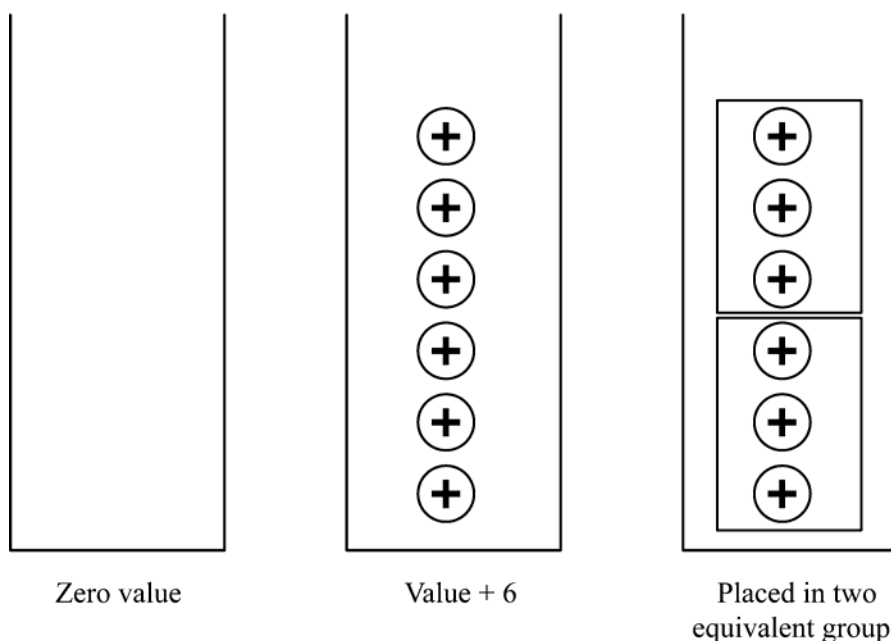 Zero value
Value + 6
Placed in two
equivalent group